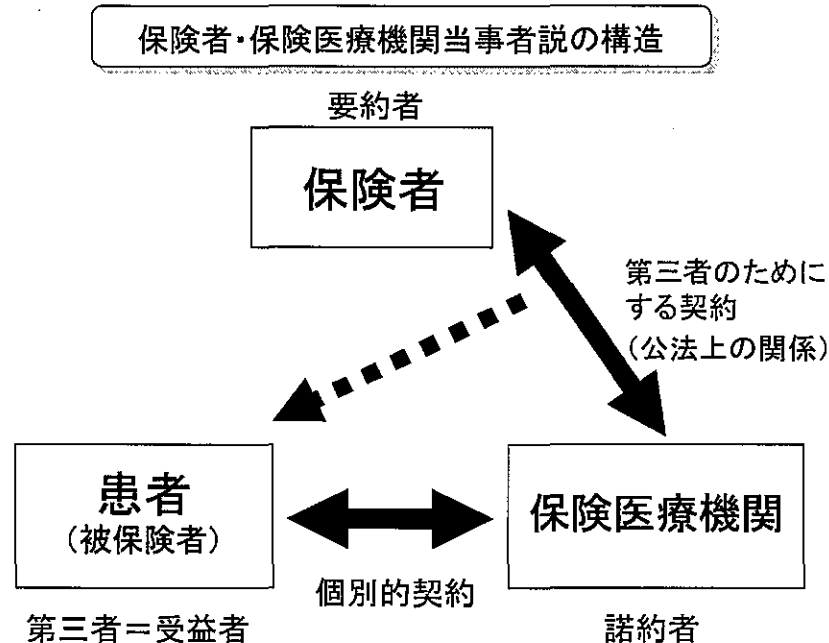 保険者・保険医療機関当事者説の構造
要約者
保険者
第三者のために
する契約
（公法上の関係）
患者
（被保険者）
保険医療機関
個別的契約
第三者＝受益者
諾約者